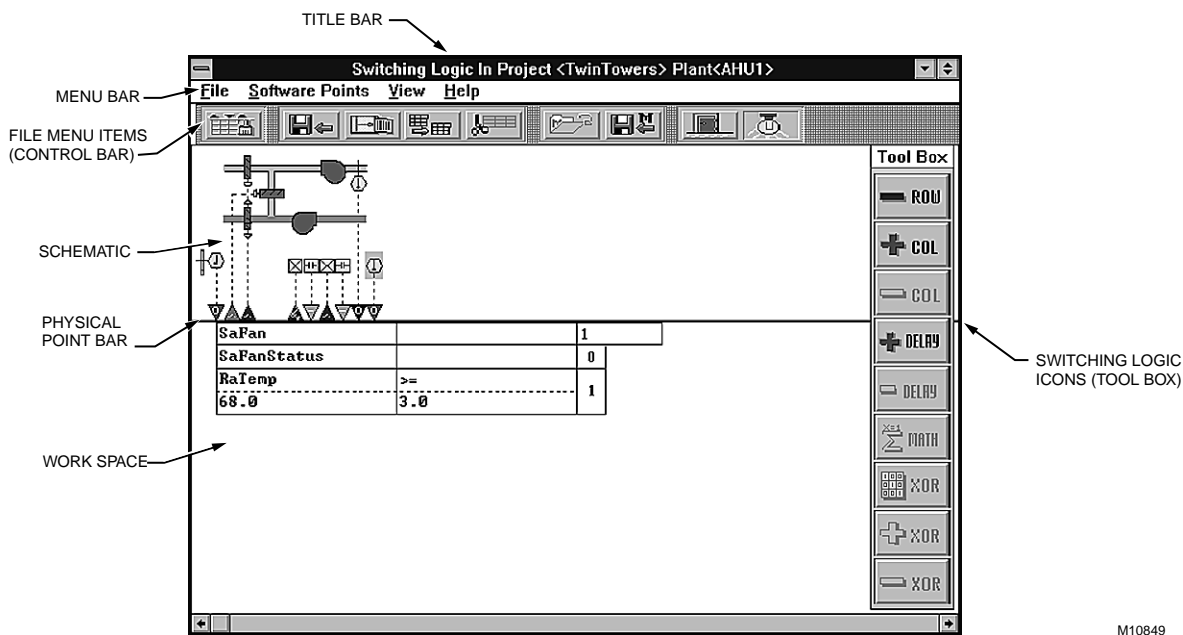 TITLE BAR
Switching Logic In Project <TwinTowers> Plant<AHU1>
MENU BAR
File Software Points View Help
FILE MENU ITEMS
(CONTROL BAR)
Tool Box
ROW
COL
COL
DELAY
DELAY
X=1
MATH
XOR
XOR
XOR
SCHEMATIC
PHYSICAL
POINT BAR
SaFan 1
SaFanStatus 0
RaTemp >= 1
68.0 3.0
SWITCHING LOGIC
ICONS (TOOL BOX)
WORK SPACE
M10849